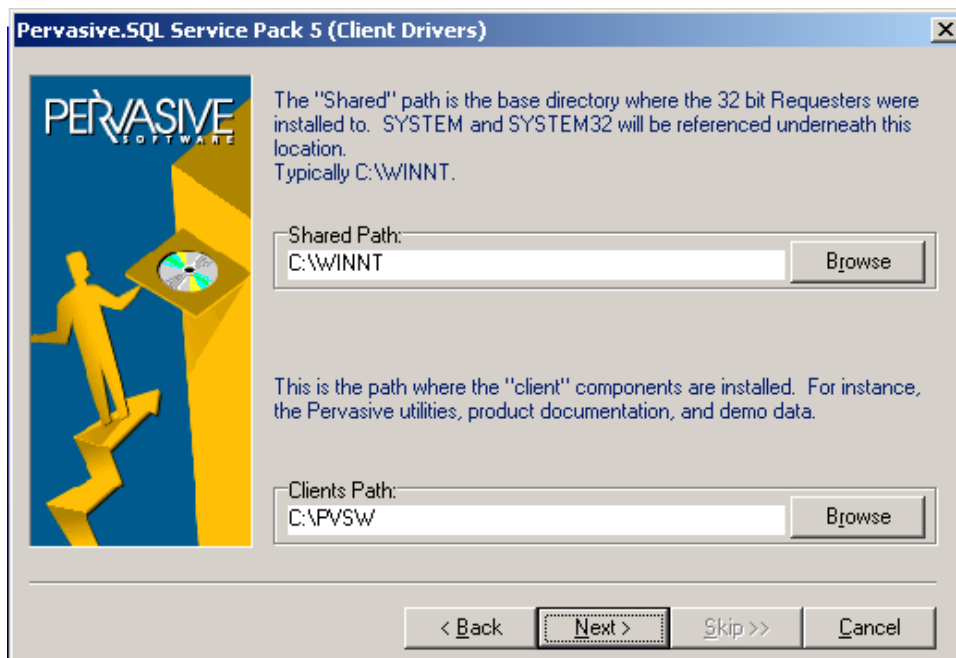 Pervasive.SQL Service Pack 5 (Client Drivers)
PERVASIVE
SOFTWARE
The "Shared" path is the base directory where the 32 bit Requesters were
installed to. SYSTEM and SYSTEM32 will be referenced underneath this
location.
Typically C:\WINNT.
Shared Path:
C:\WINNT
Browse
This is the path where the "client" components are installed. For instance,
the Pervasive utilities, product documentation, and demo data.
Clients Path:
C:\PVSW
Browse
< Back
Next >
Skip >>
Cancel